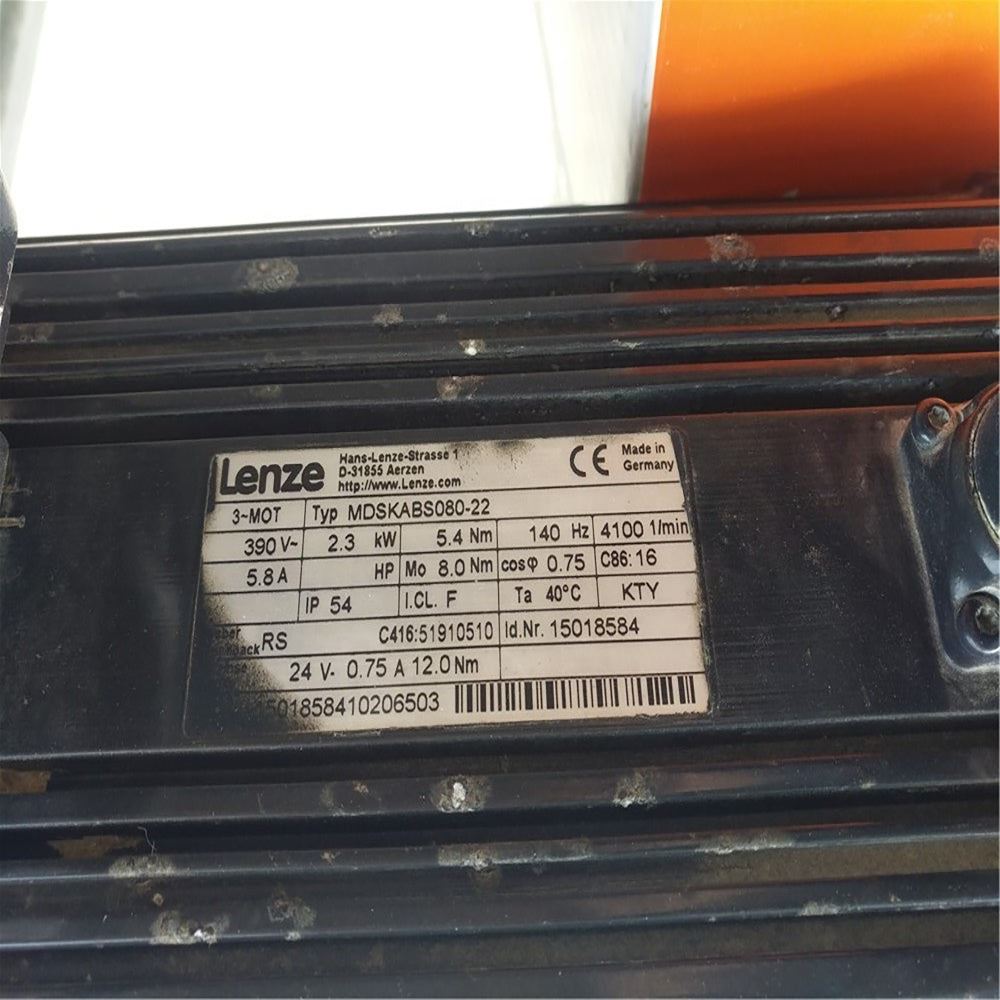 Lenze
Hans-Lenze-Strasse 1
D-31855 Aerzen
http://www.Lenze.com
CE
Made in
Germany
3~MOT Typ MDSKABS080-22
390 V~ 2.3 kW 5.4 Nm 140 Hz 4100 1/min
5.8 A HP Mo 8.0 Nm cosφ 0.75 C86: 16
IP 54 I.CL. F Ta 40°C KTY
RS C416:51910510 Id.Nr. 15018584
24 V- 0.75 A 12.0 Nm
1501858410206503